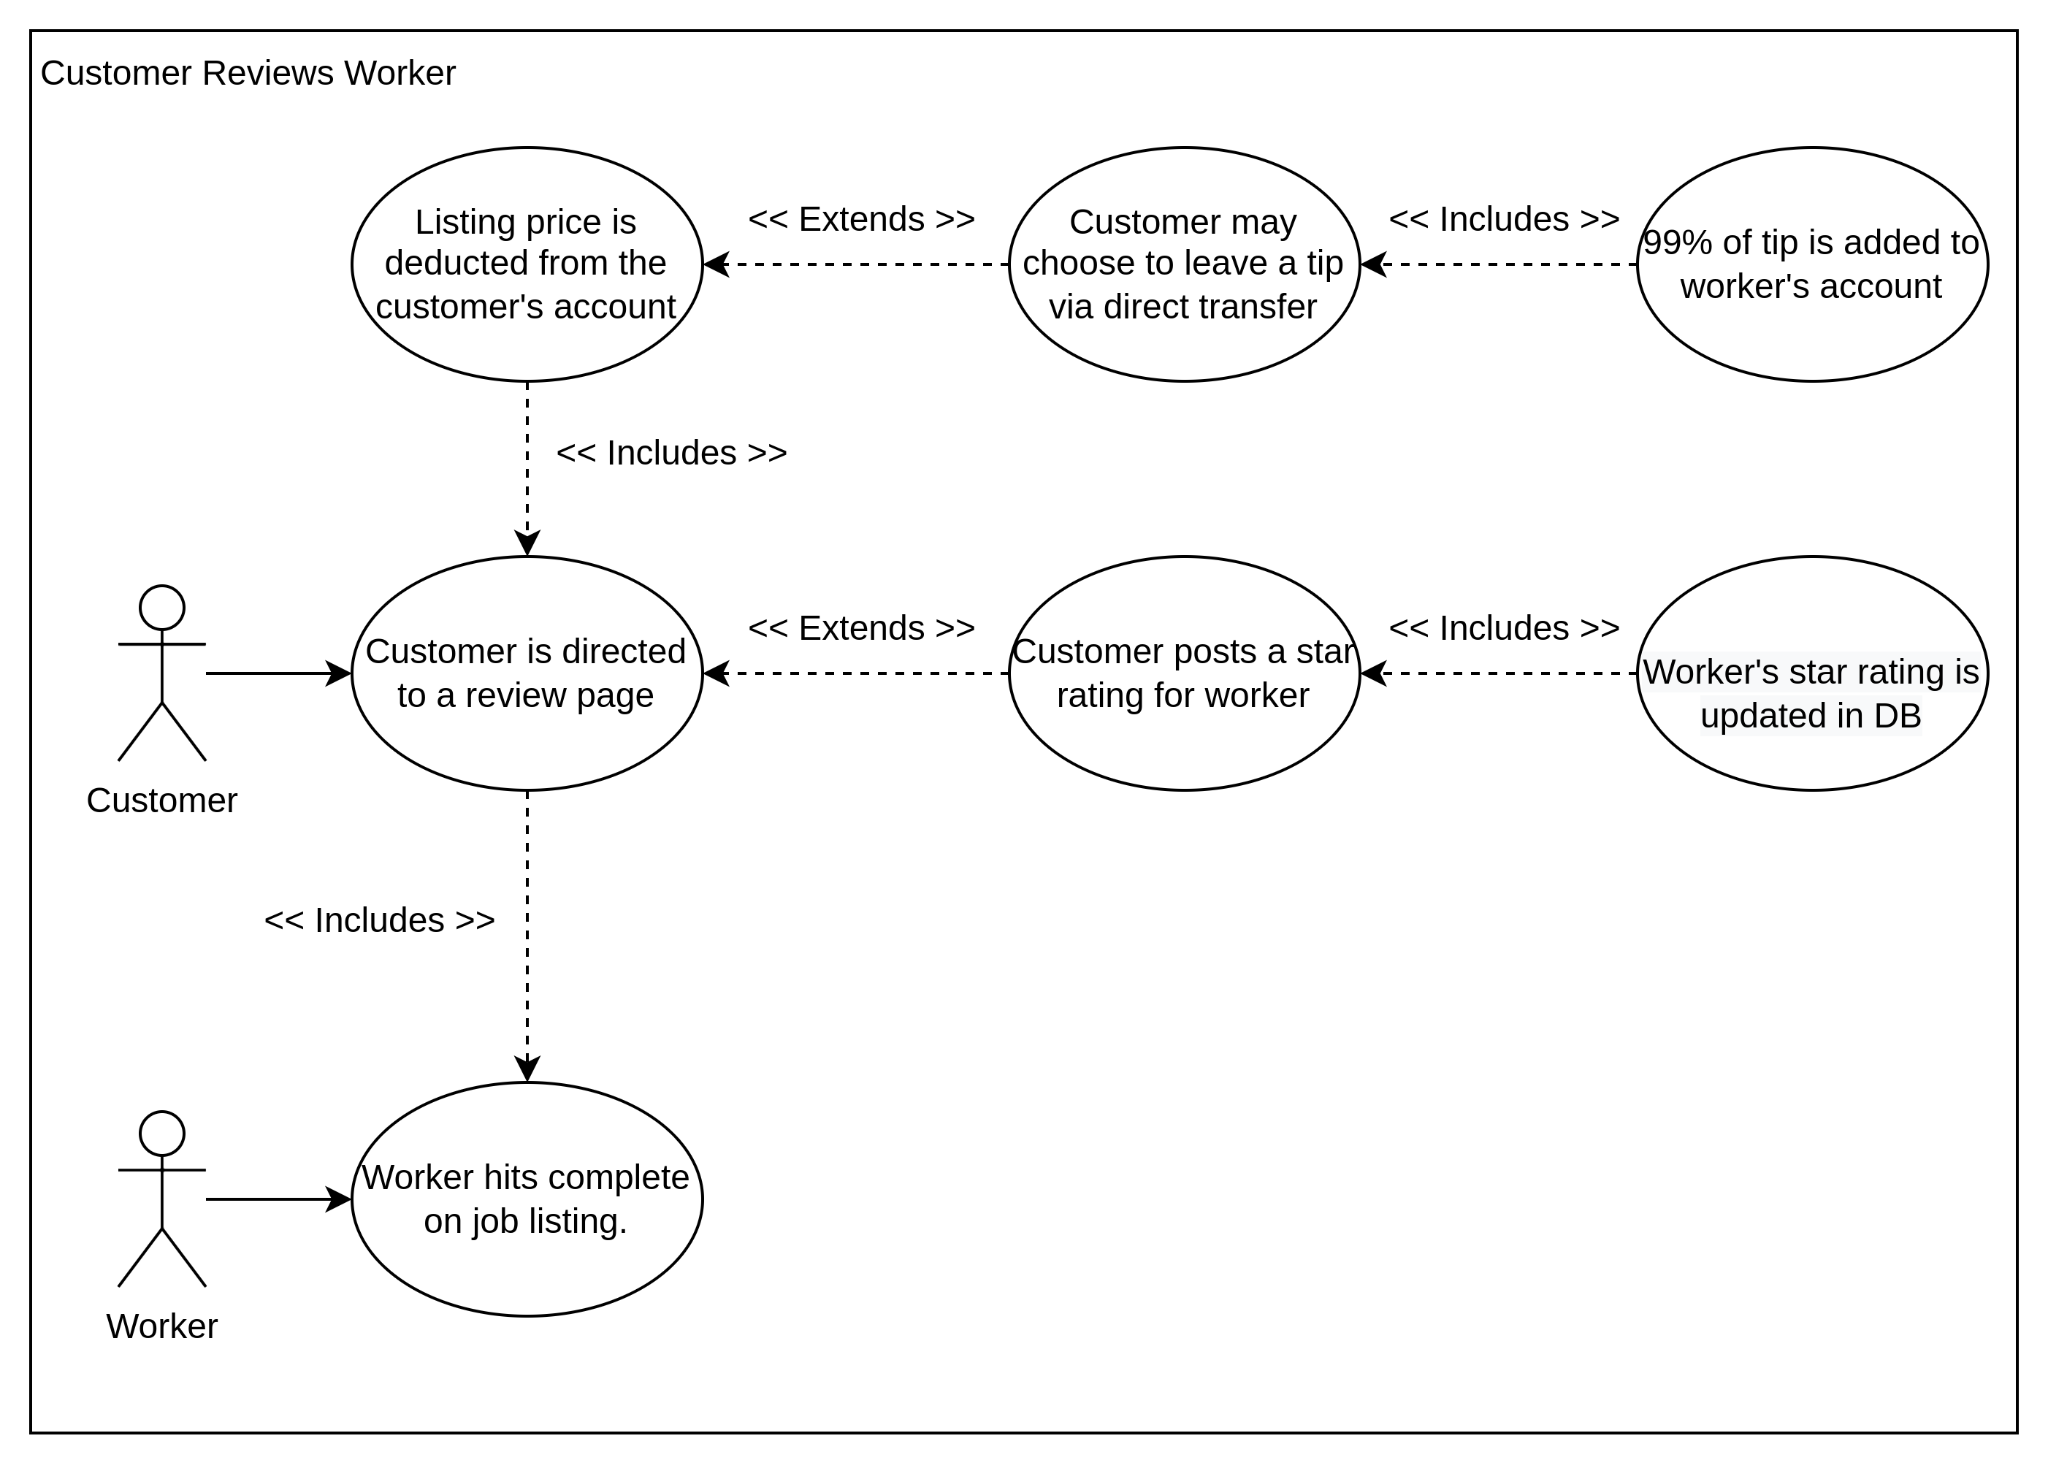 Customer Reviews Worker
Listing price is
deducted from the
customer's account
<< Extends >>
Customer may
choose to leave a tip
via direct transfer
<< Includes >>
99% of tip is added to
worker's account
<< Includes >>
Customer
Customer is directed
to a review page
<< Extends >>
Customer posts a star
rating for worker
<< Includes >>
Worker's star rating is
updated in DB
<< Includes >>
Worker
Worker hits complete
on job listing.